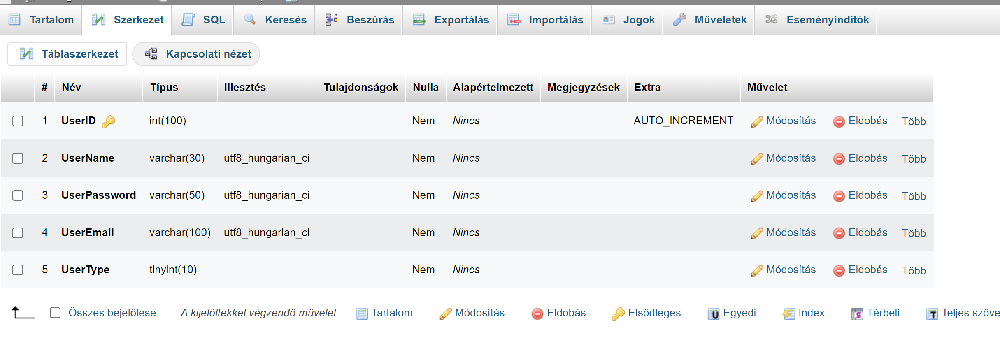 Tartalom Szerkezet SQL Keresés Beszúrás Exportálás Importálás Jogok Műveletek Eseményindítók
Táblaszerkezet Kapcsolati nézet
# Név Típus Illesztés Tulajdonságok Nulla Alapértelmezett Megjegyzések Extra Művelet
1 UserID int(100) Nem Nincs AUTO_INCREMENT Módosítás Eldobás Több
2 UserName varchar(30) utf8_hungarian_ci Nem Nincs Módosítás Eldobás Több
3 UserPassword varchar(50) utf8_hungarian_ci Nem Nincs Módosítás Eldobás Több
4 UserEmail varchar(100) utf8_hungarian_ci Nem Nincs Módosítás Eldobás Több
5 UserType tinyint(10) Nem Nincs Módosítás Eldobás Több
Összes bejelölése A kijelöltekkel végzendő művelet: Tartalom Módosítás Eldobás Elsődleges Egyedi Index Térbeli Teljes szöve